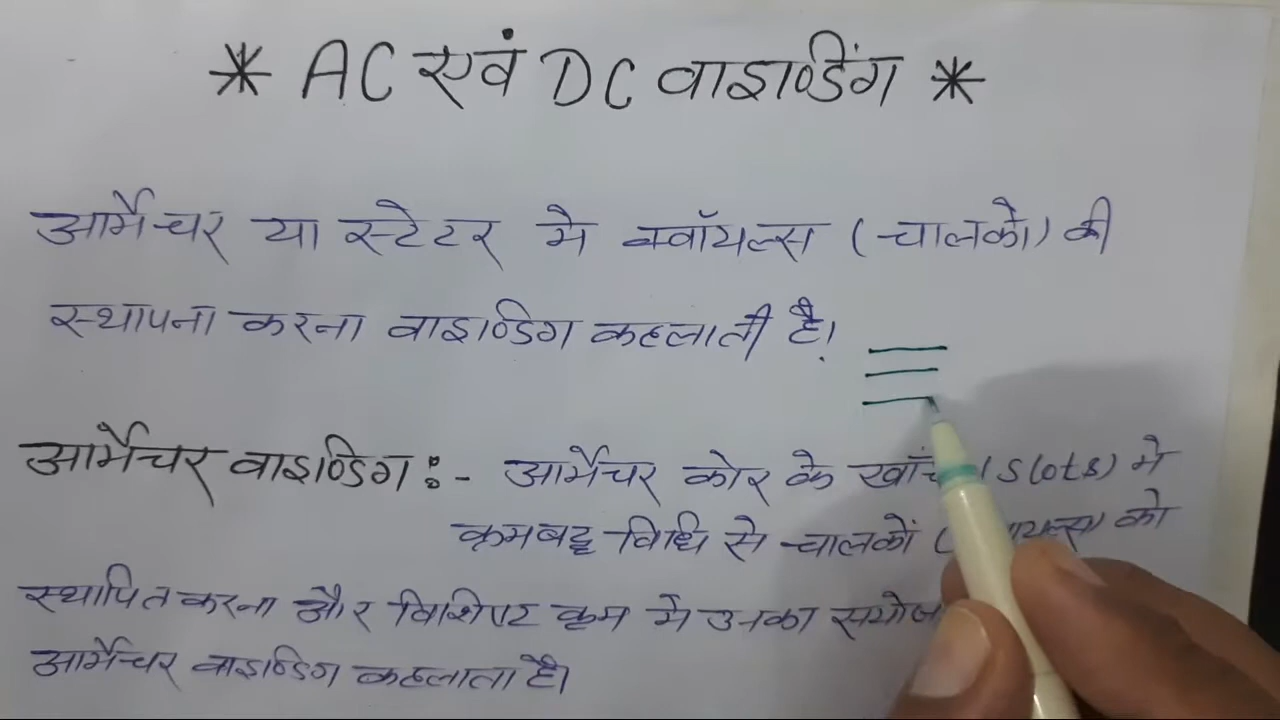 * AC एवं DC वाइण्डिंग *
आर्मेचर या स्टेटर मे क्वॉयल्स (चालको) की
स्थापना करना वाइण्डिग कहलाती है।
आर्मेचर वाइण्डिग :- आर्मेचर कोर के (Slots) मे
क्रमबद्ध विधि से चालकों को
स्थापित करना और विशिष्ट क्रम मे उनका
आर्मेचर वाइण्डिग कहलाता है।